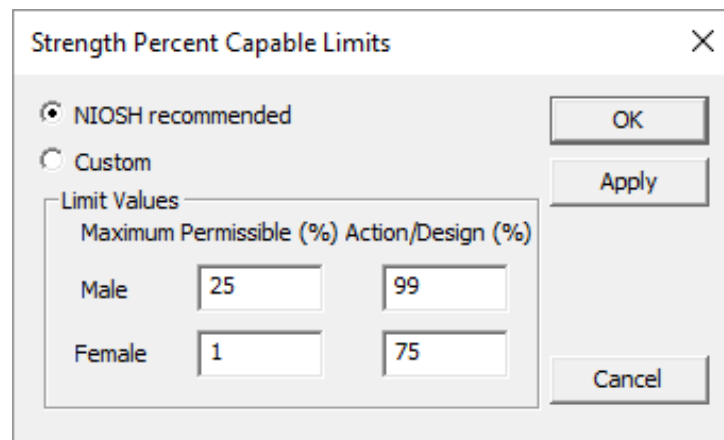 Strength Percent Capable Limits
NIOSH recommended
OK
Custom
Apply
Limit Values
Maximum Permissible (%) Action/Design (%)
Male 25 99
Female 1 75
Cancel